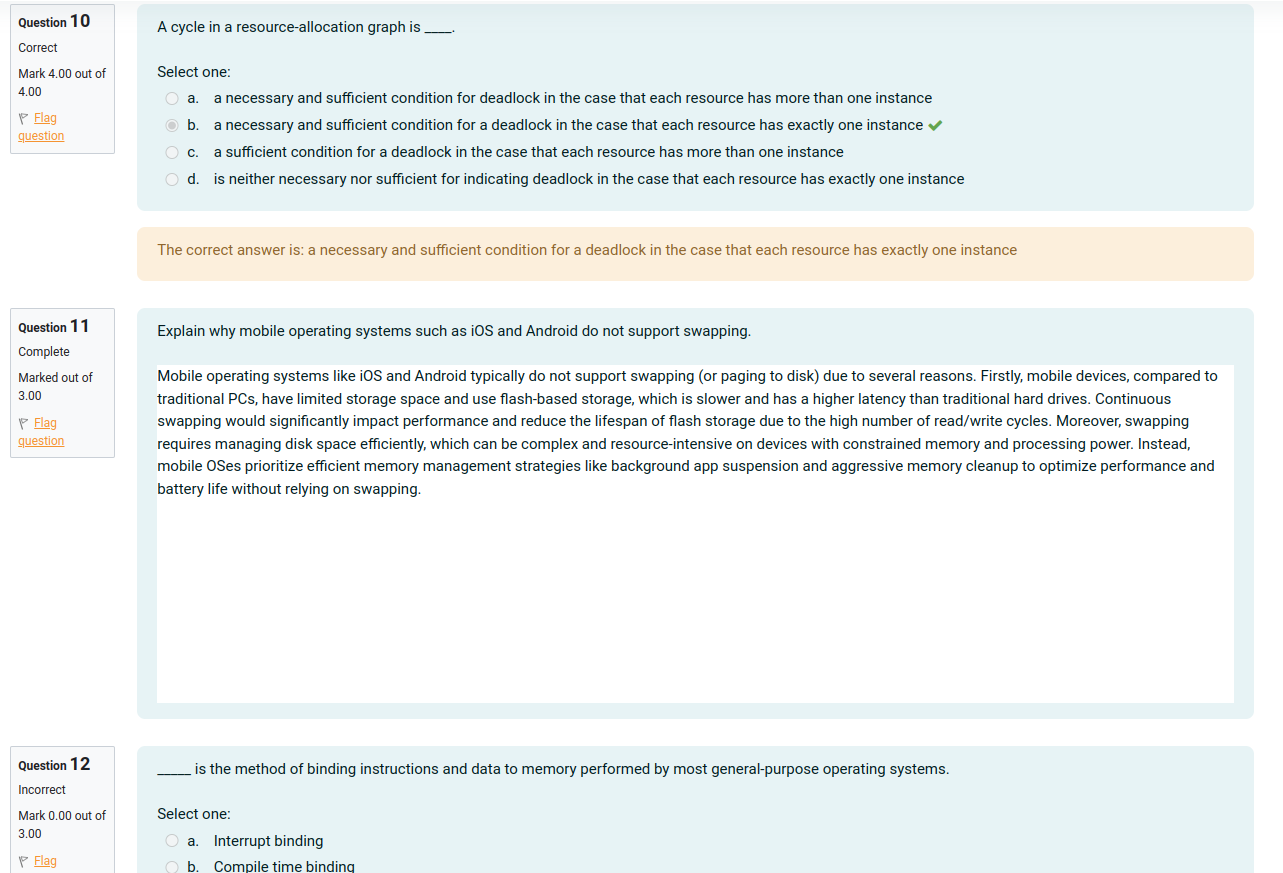 Question 10
Correct
Mark 4.00 out of
4.00
Flag
question
A cycle in a resource-allocation graph is ____.
Select one:
a. a necessary and sufficient condition for deadlock in the case that each resource has more than one instance
b. a necessary and sufficient condition for a deadlock in the case that each resource has exactly one instance
c. a sufficient condition for a deadlock in the case that each resource has more than one instance
d. is neither necessary nor sufficient for indicating deadlock in the case that each resource has exactly one instance
The correct answer is: a necessary and sufficient condition for a deadlock in the case that each resource has exactly one instance
Question 11
Complete
Marked out of
3.00
Flag
question
Explain why mobile operating systems such as iOS and Android do not support swapping.
Mobile operating systems like iOS and Android typically do not support swapping (or paging to disk) due to several reasons. Firstly, mobile devices, compared to
traditional PCs, have limited storage space and use flash-based storage, which is slower and has a higher latency than traditional hard drives. Continuous
swapping would significantly impact performance and reduce the lifespan of flash storage due to the high number of read/write cycles. Moreover, swapping
requires managing disk space efficiently, which can be complex and resource-intensive on devices with constrained memory and processing power. Instead,
mobile OSes prioritize efficient memory management strategies like background app suspension and aggressive memory cleanup to optimize performance and
battery life without relying on swapping.
Question 12
Incorrect
Mark 0.00 out of
3.00
Flag
_____ is the method of binding instructions and data to memory performed by most general-purpose operating systems.
Select one:
a. Interrupt binding
b. Compile time binding